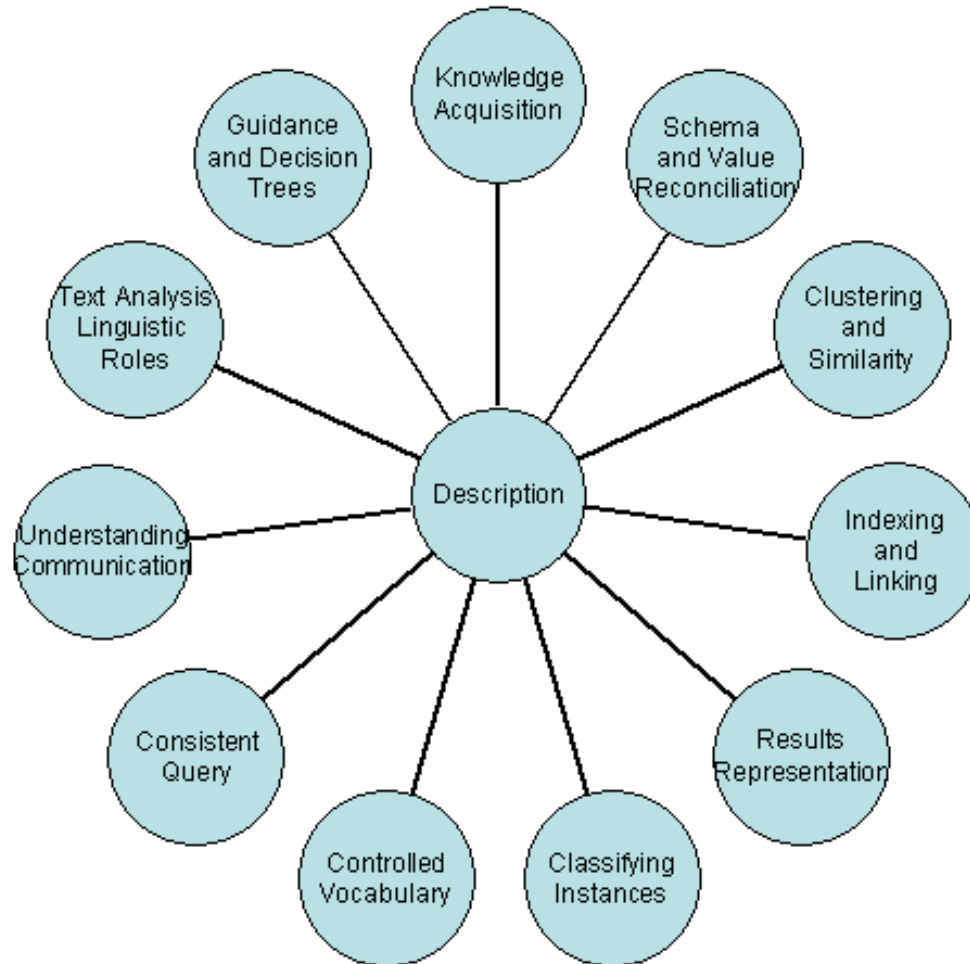 Knowledge
Acquisition
Schema
and Value
Reconciliation
Clustering
and
Similarity
Indexing
and
Linking
Results
Representation
Classifying
Instances
Controlled
Vocabulary
Consistent
Query
Understanding
Communication
Text Analysis
Linguistic
Roles
Guidance
and Decision
Trees
Description